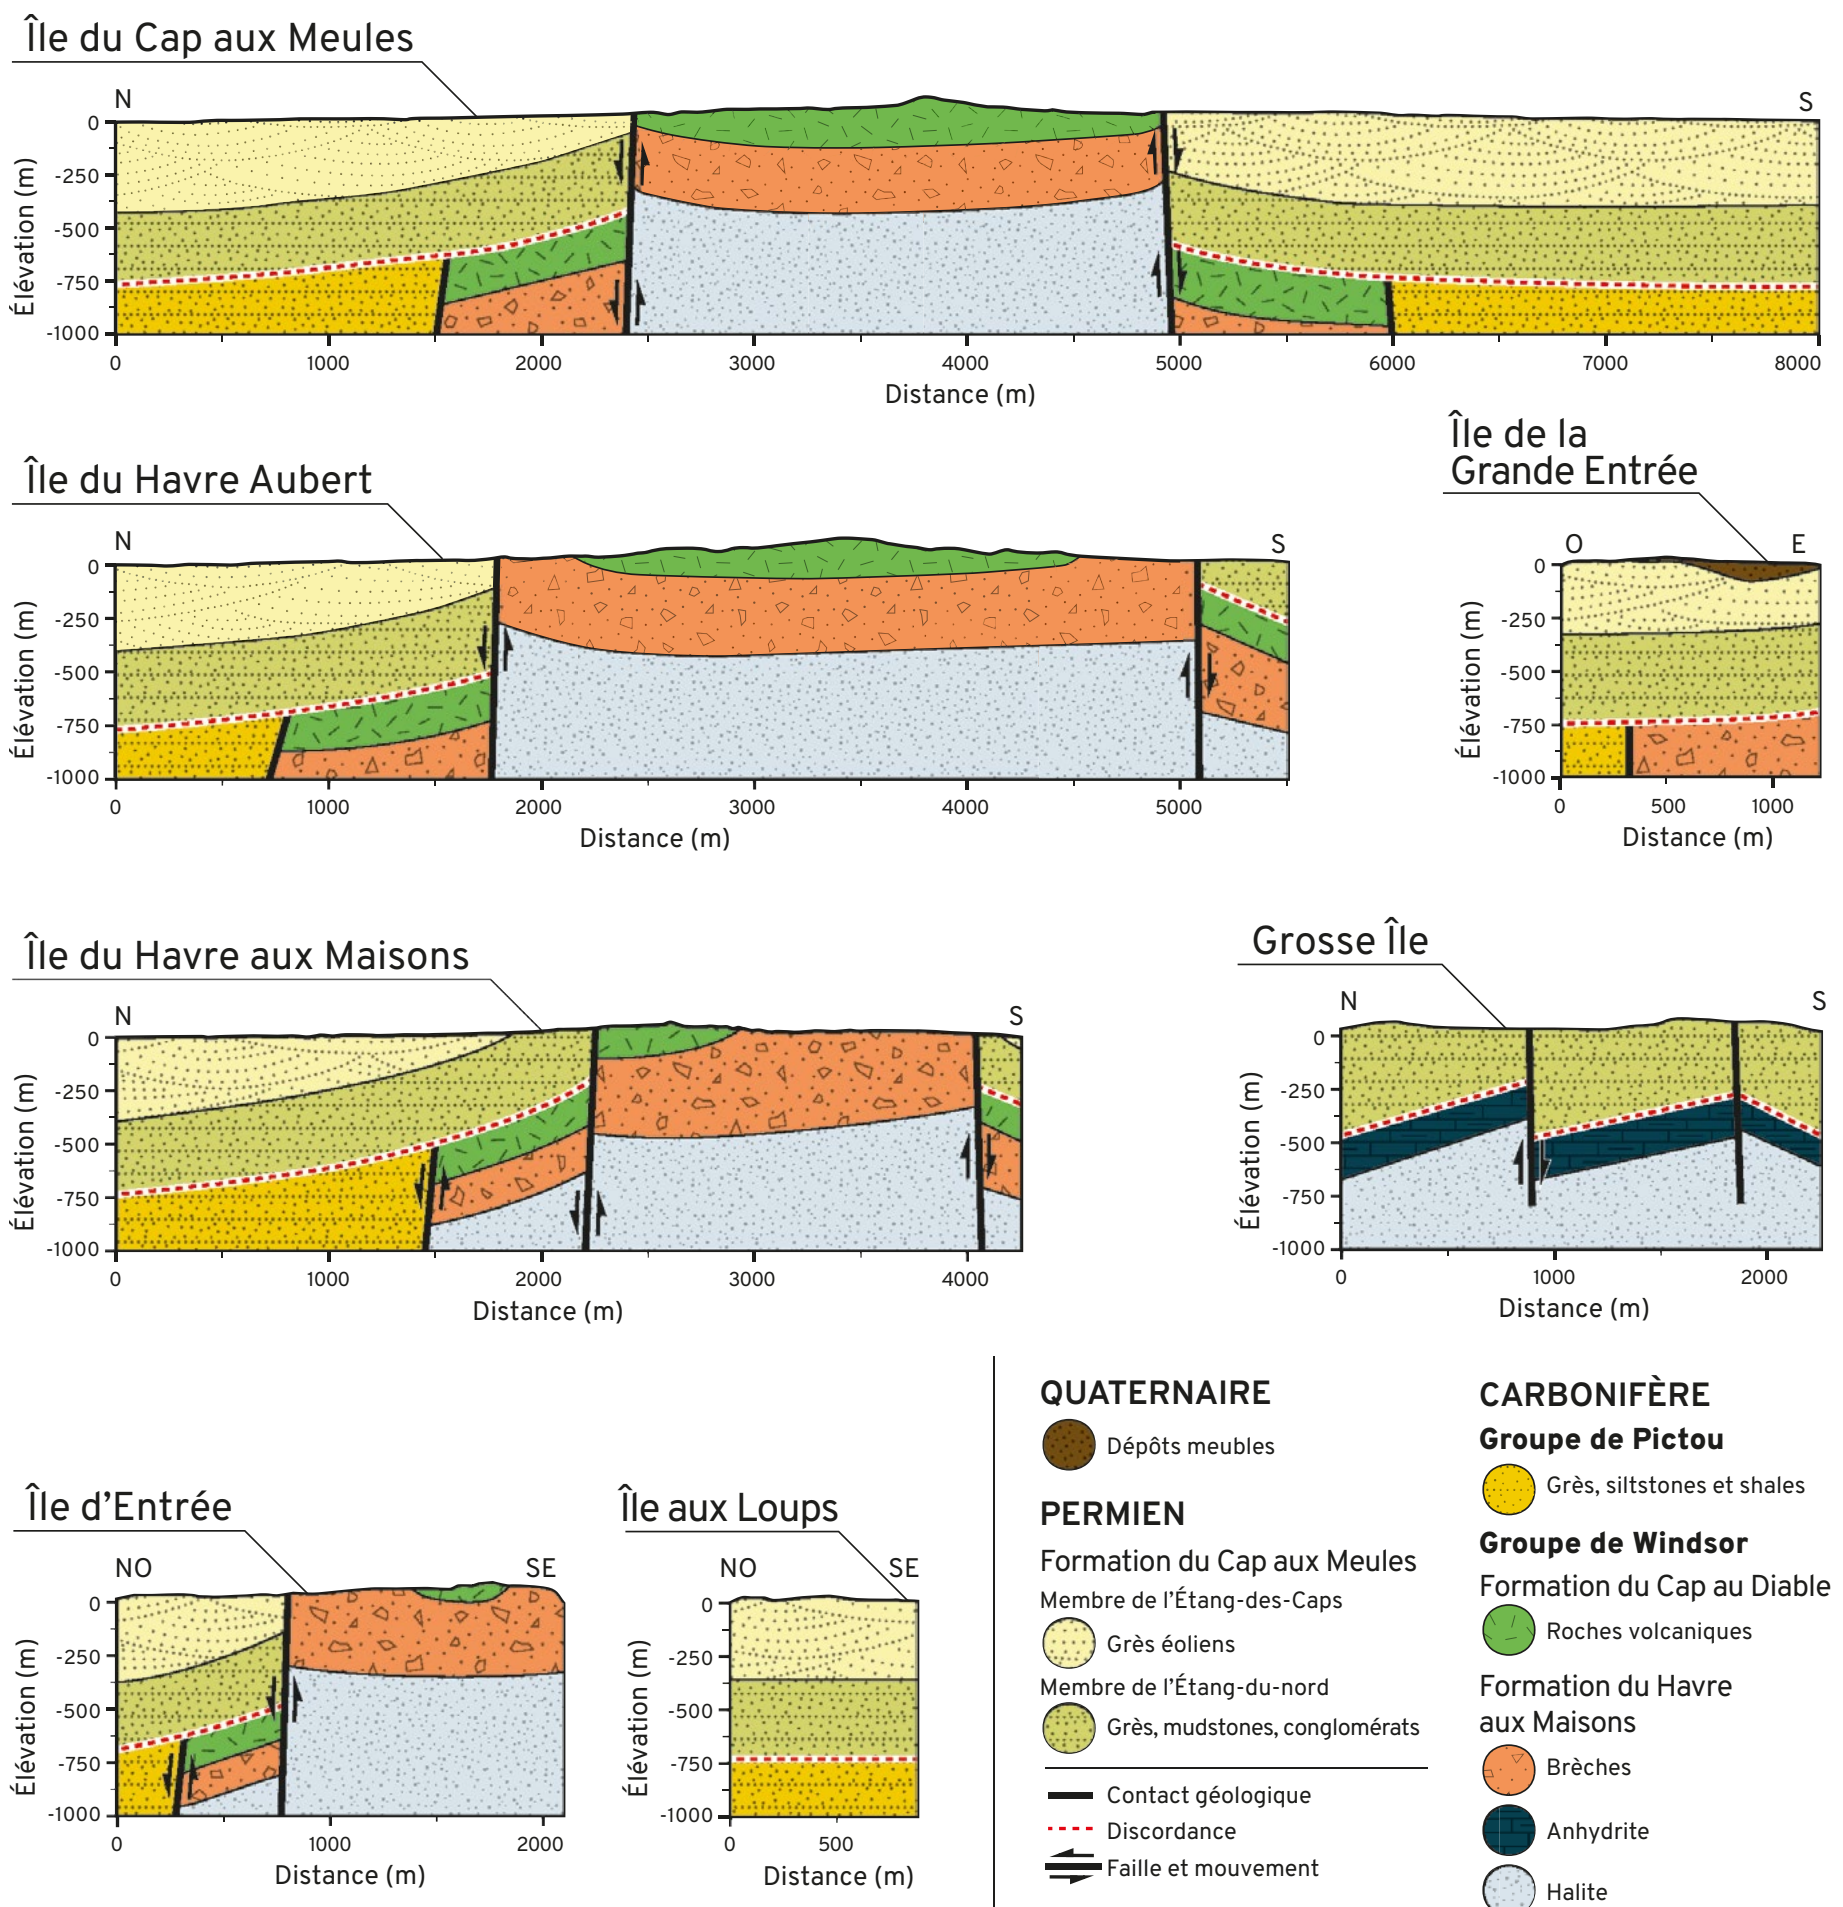 Île du Cap aux Meules
N
S
Élévation (m)
0
-250
-500
-750
-1000
0 1000 2000 3000 4000 5000 6000 7000 8000
Distance (m)
Île du Havre Aubert
N
S
Élévation (m)
0
-250
-500
-750
-1000
0 1000 2000 3000 4000 5000
Distance (m)
Île de la
Grande Entrée
O
E
Élévation (m)
0
-250
-500
-750
-1000
0 500 1000
Distance (m)
Île du Havre aux Maisons
N
S
Élévation (m)
0
-250
-500
-750
-1000
0 1000 2000 3000 4000
Distance (m)
Grosse Île
N
S
Élévation (m)
0
-250
-500
-750
-1000
0 1000 2000
Distance (m)
Île d'Entrée
NO
SE
Élévation (m)
0
-250
-500
-750
-1000
0 1000 2000
Distance (m)
Île aux Loups
NO
SE
Élévation (m)
0
-250
-500
-750
-1000
0 500
Distance (m)
QUATERNAIRE
Dépôts meubles
PERMIEN
Formation du Cap aux Meules
Membre de l'Étang-des-Caps
Grès éoliens
Membre de l'Étang-du-nord
Grès, mudstones, conglomérats
Contact géologique
Discordance
Faille et mouvement
CARBONIFÈRE
Groupe de Pictou
Grès, siltstones et shales
Groupe de Windsor
Formation du Cap au Diable
Roches volcaniques
Formation du Havre
aux Maisons
Brèches
Anhydrite
Halite